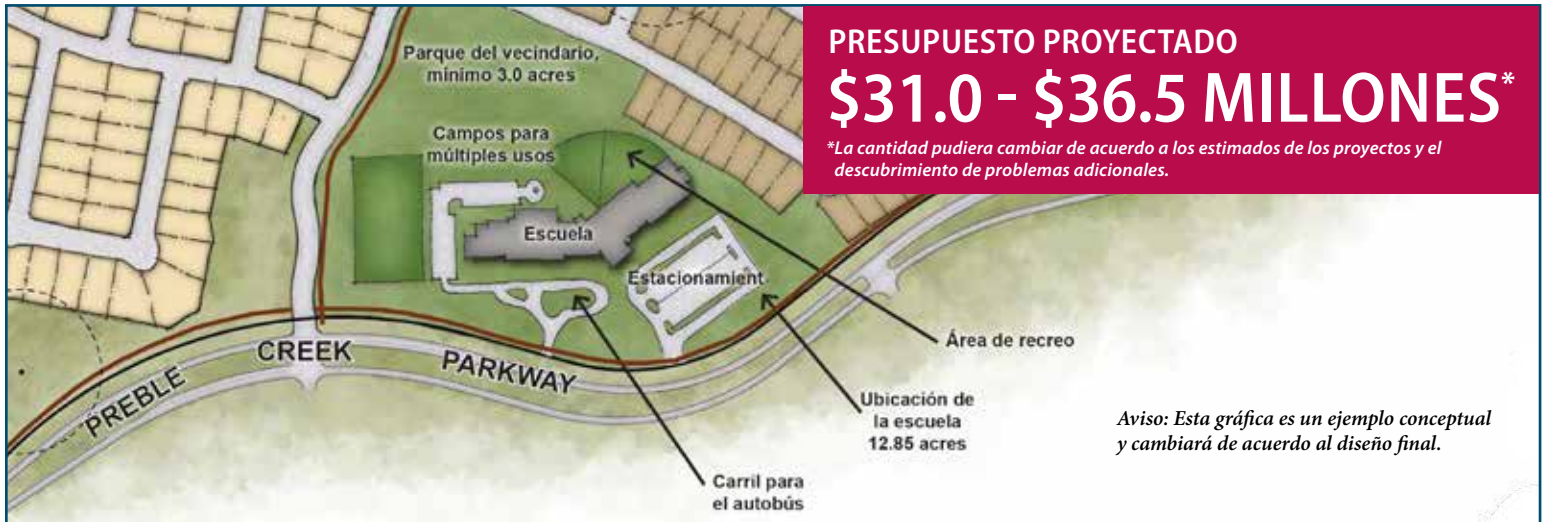 Parque del vecindario,
mínimo 3.0 acres
PRESUPUESTO PROYECTADO
$31.0 - $36.5 MILLONES*
*La cantidad pudiera cambiar de acuerdo a los estimados de los proyectos y el
descubrimiento de problemas adicionales.
Campos para
múltiples usos
Escuela
Estacionamient
Área de recreo
PREBLE CREEK PARKWAY
Ubicación de
la escuela
12.85 acres
Aviso: Esta gráfica es un ejemplo conceptual
y cambiará de acuerdo al diseño final.
Carril para
el autobús